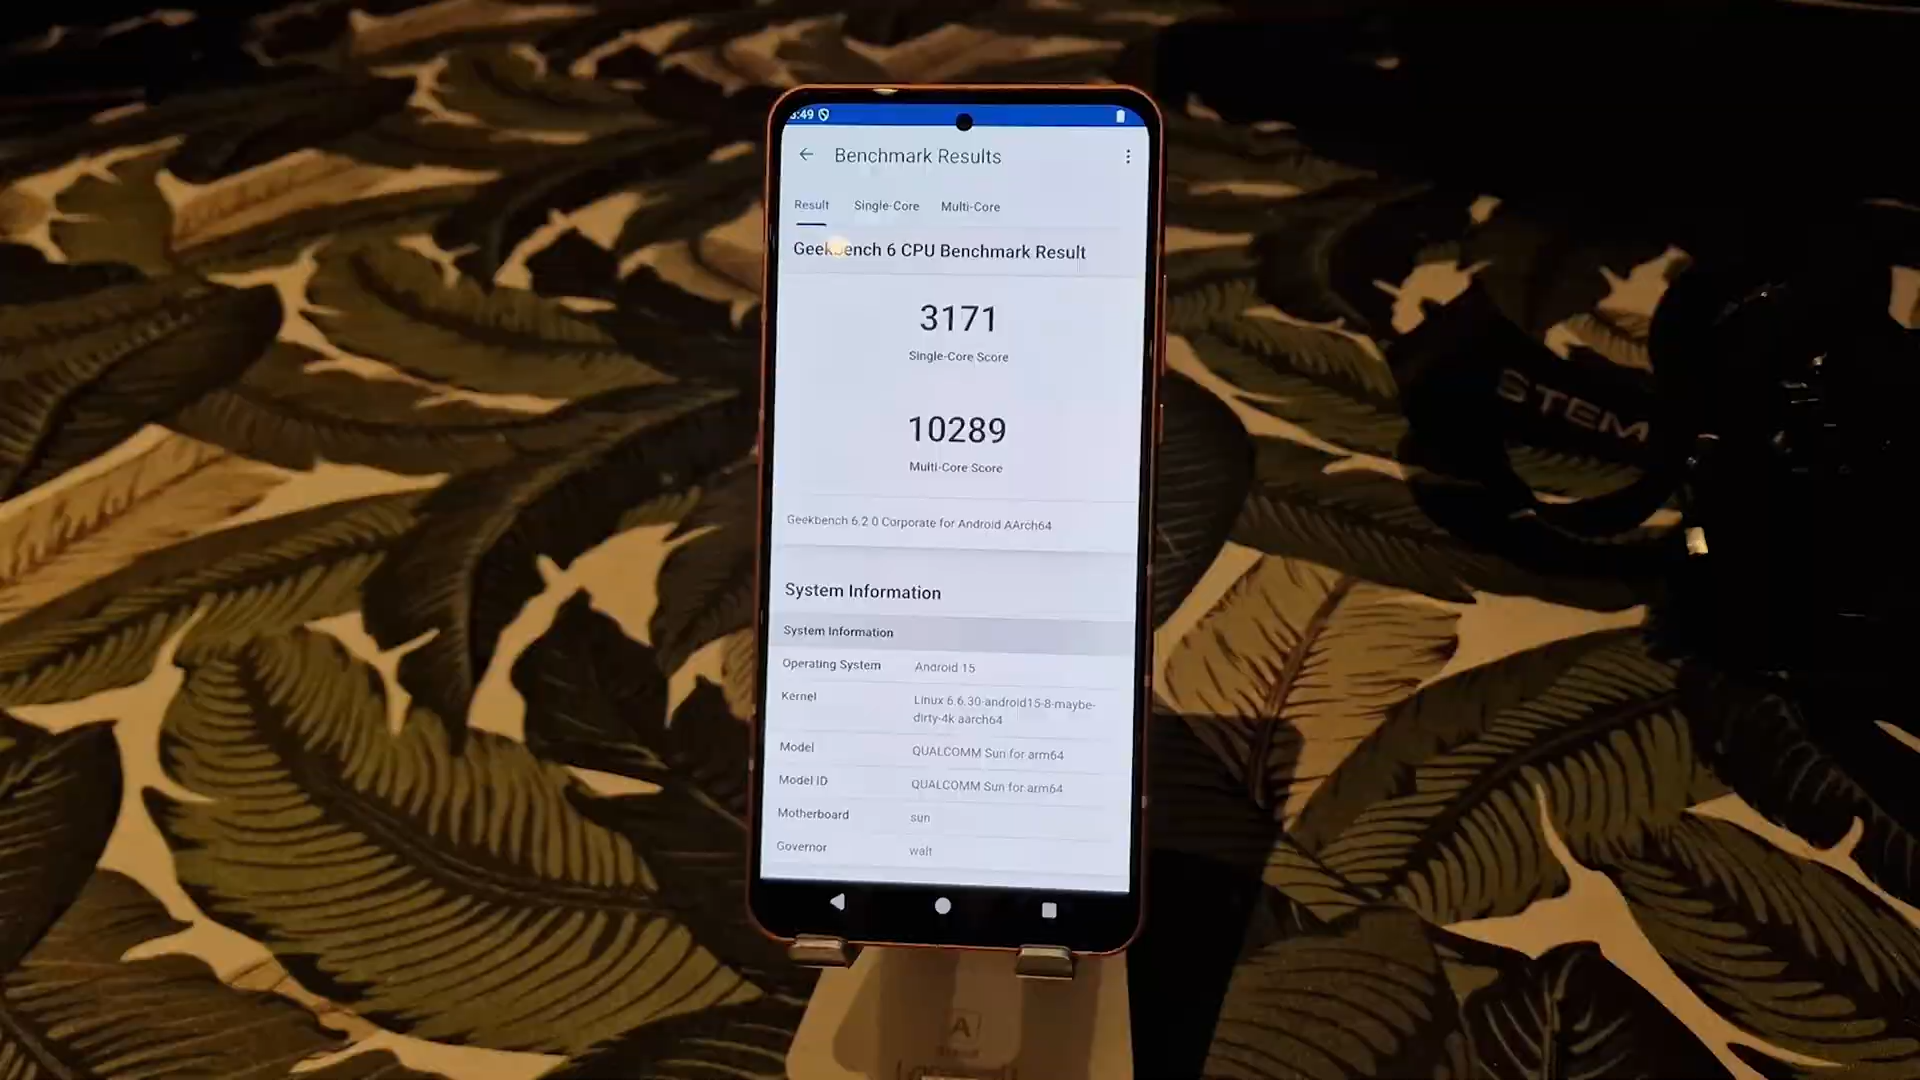 :49
Benchmark Results
Result Single-Core Multi-Core
Geekbench 6 CPU Benchmark Result
3171
Single-Core Score
10289
Multi-Core Score
Geekbench 6.2.0 Corporate for Android AArch64
System Information
System Information
Operating System Android 15
Kernel Linux 6.6.30-android15-8-maybe-
dirty-4k aarch64
Model QUALCOMM Sun for arm64
Model ID QUALCOMM Sun for arm64
Motherboard sun
Governor walt
STEM
A